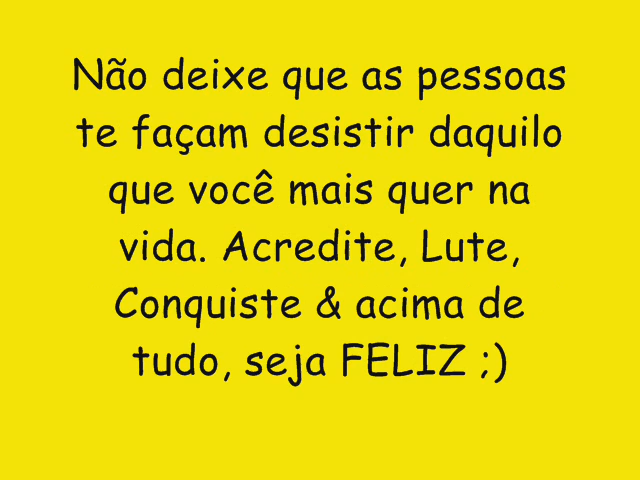 Não deixe que as pessoas
te façam desistir daquilo
que você mais quer na
vida. Acredite, Lute,
Conquiste & acima de
tudo, seja FELIZ ;)